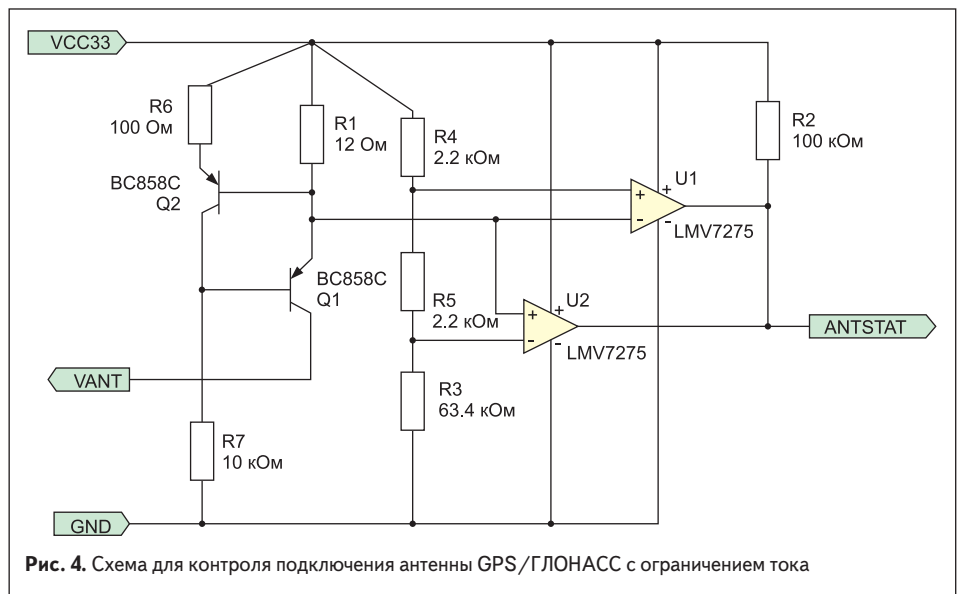 VCC33
R6
100 Ом
R1
12 Ом
R4
2.2 кОм
R2
100 кОм
BC858C
Q2
+
-
+
-
U1
LMV7275
BC858C
Q1
R5
2.2 кОм
+
-
+
-
U2
LMV7275
ANTSTAT
VANT
R3
63.4 кОм
R7
10 кОм
GND
Рис. 4. Схема для контроля подключения антенны GPS/ГЛОНАСС с ограничением тока